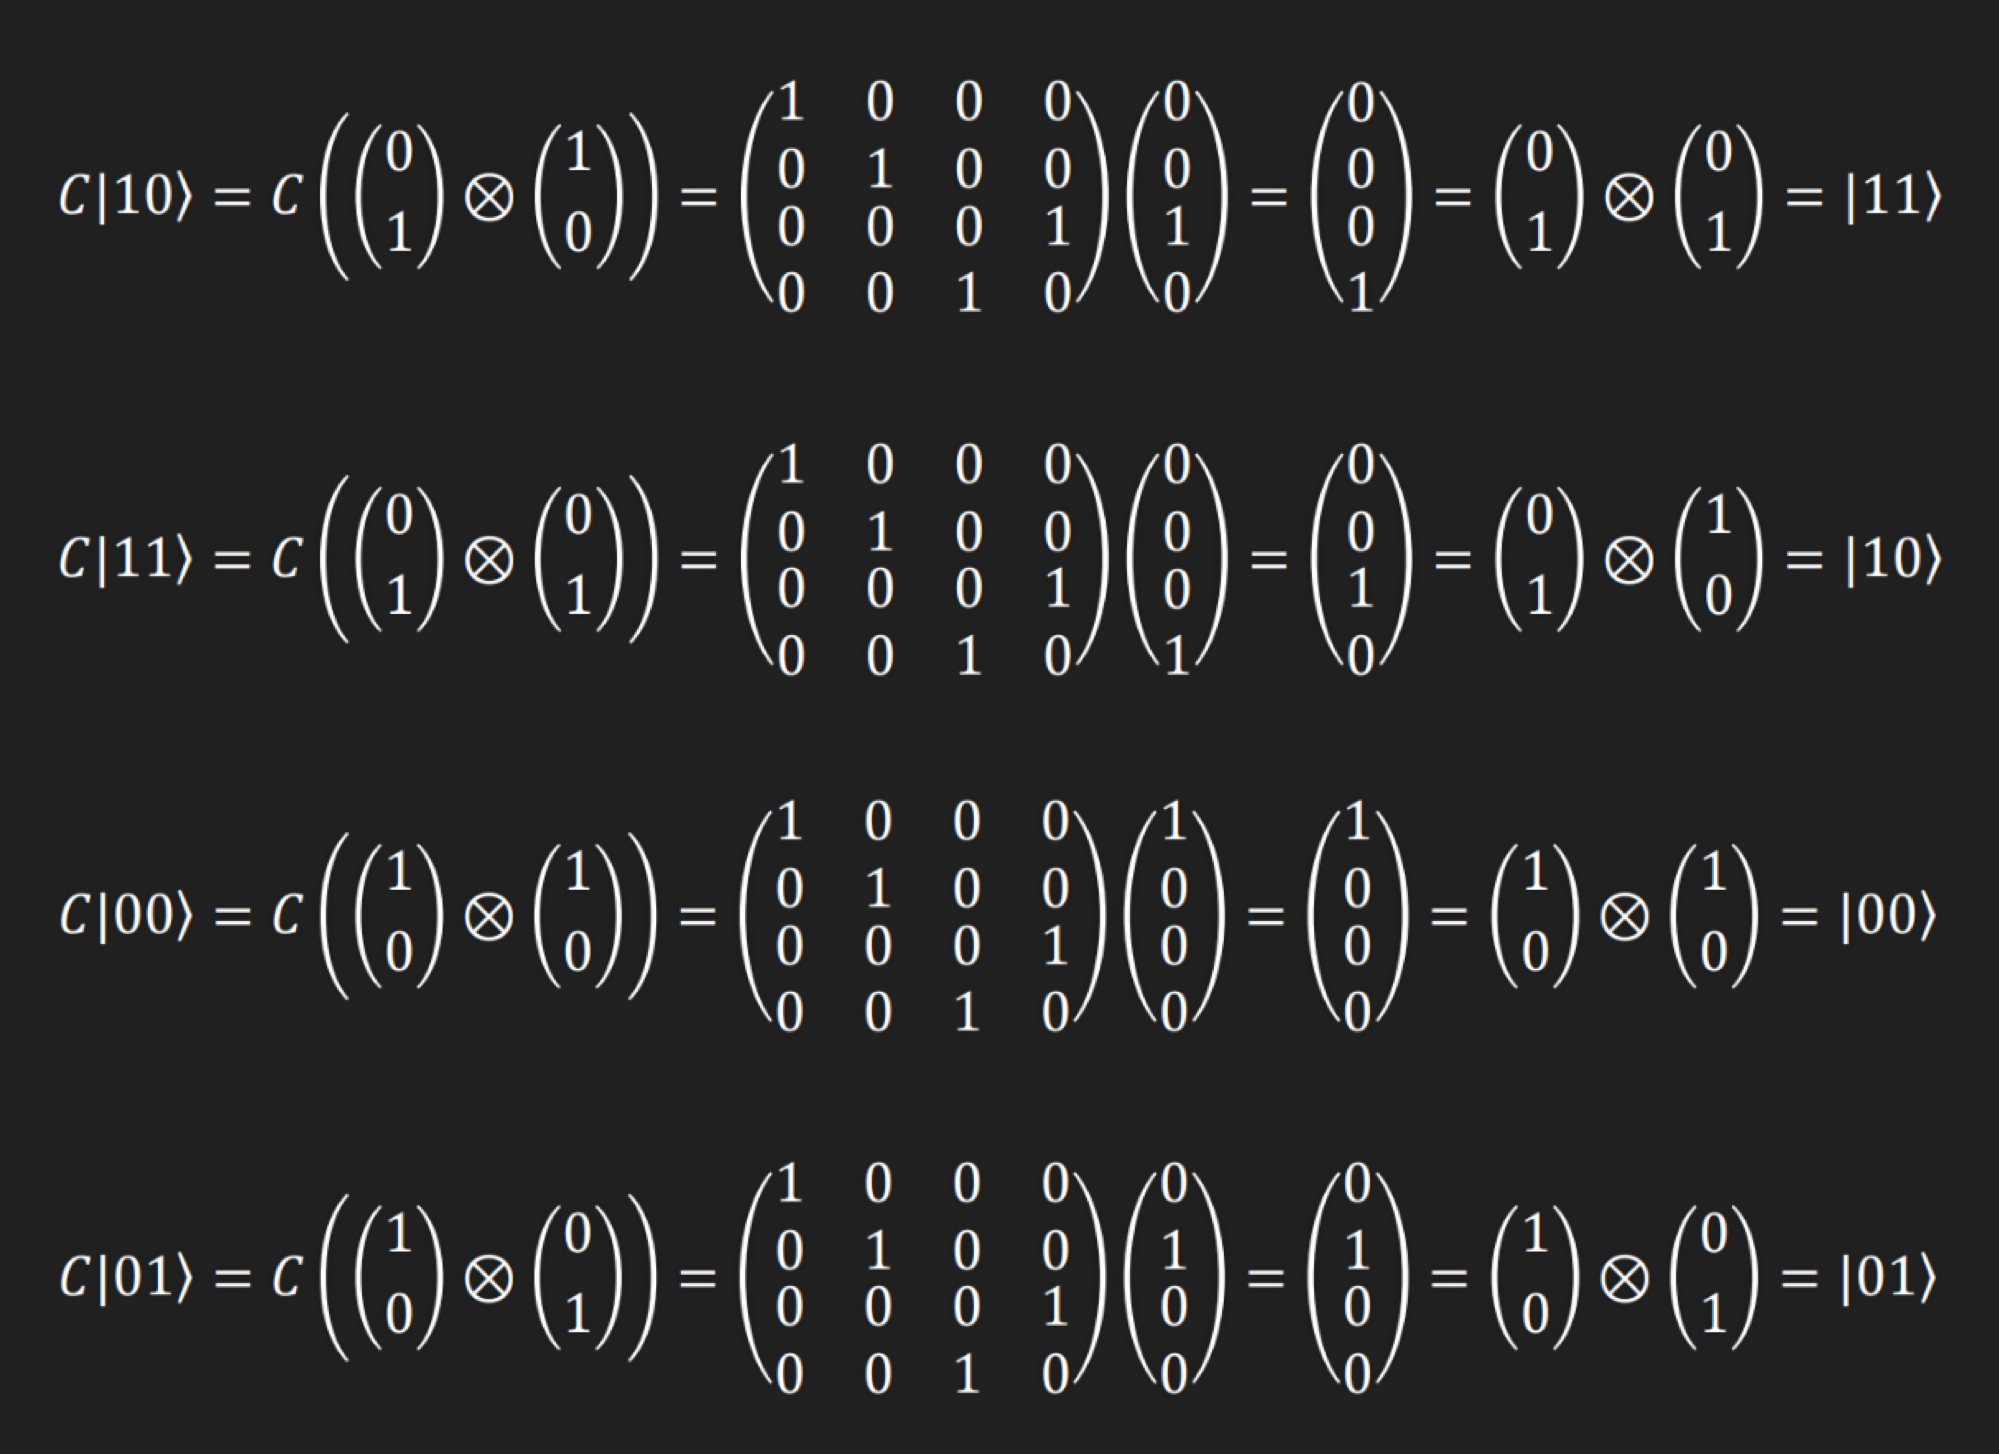 C|10⟩ = C((0 1) ⊗ (1 0)) = (1 0 0 0; 0 1 0 0; 0 0 0 1; 0 0 1 0)(0 0 1 0) = (0 0 0 1) = (0 1) ⊗ (0 1) = |11⟩
C|11⟩ = C((0 1) ⊗ (0 1)) = (1 0 0 0; 0 1 0 0; 0 0 0 1; 0 0 1 0)(0 0 0 1) = (0 0 1 0) = (0 1) ⊗ (1 0) = |10⟩
C|00⟩ = C((1 0) ⊗ (1 0)) = (1 0 0 0; 0 1 0 0; 0 0 0 1; 0 0 1 0)(1 0 0 0) = (1 0 0 0) = (1 0) ⊗ (1 0) = |00⟩
C|01⟩ = C((1 0) ⊗ (0 1)) = (1 0 0 0; 0 1 0 0; 0 0 0 1; 0 0 1 0)(0 1 0 0) = (0 1 0 0) = (1 0) ⊗ (0 1) = |01⟩